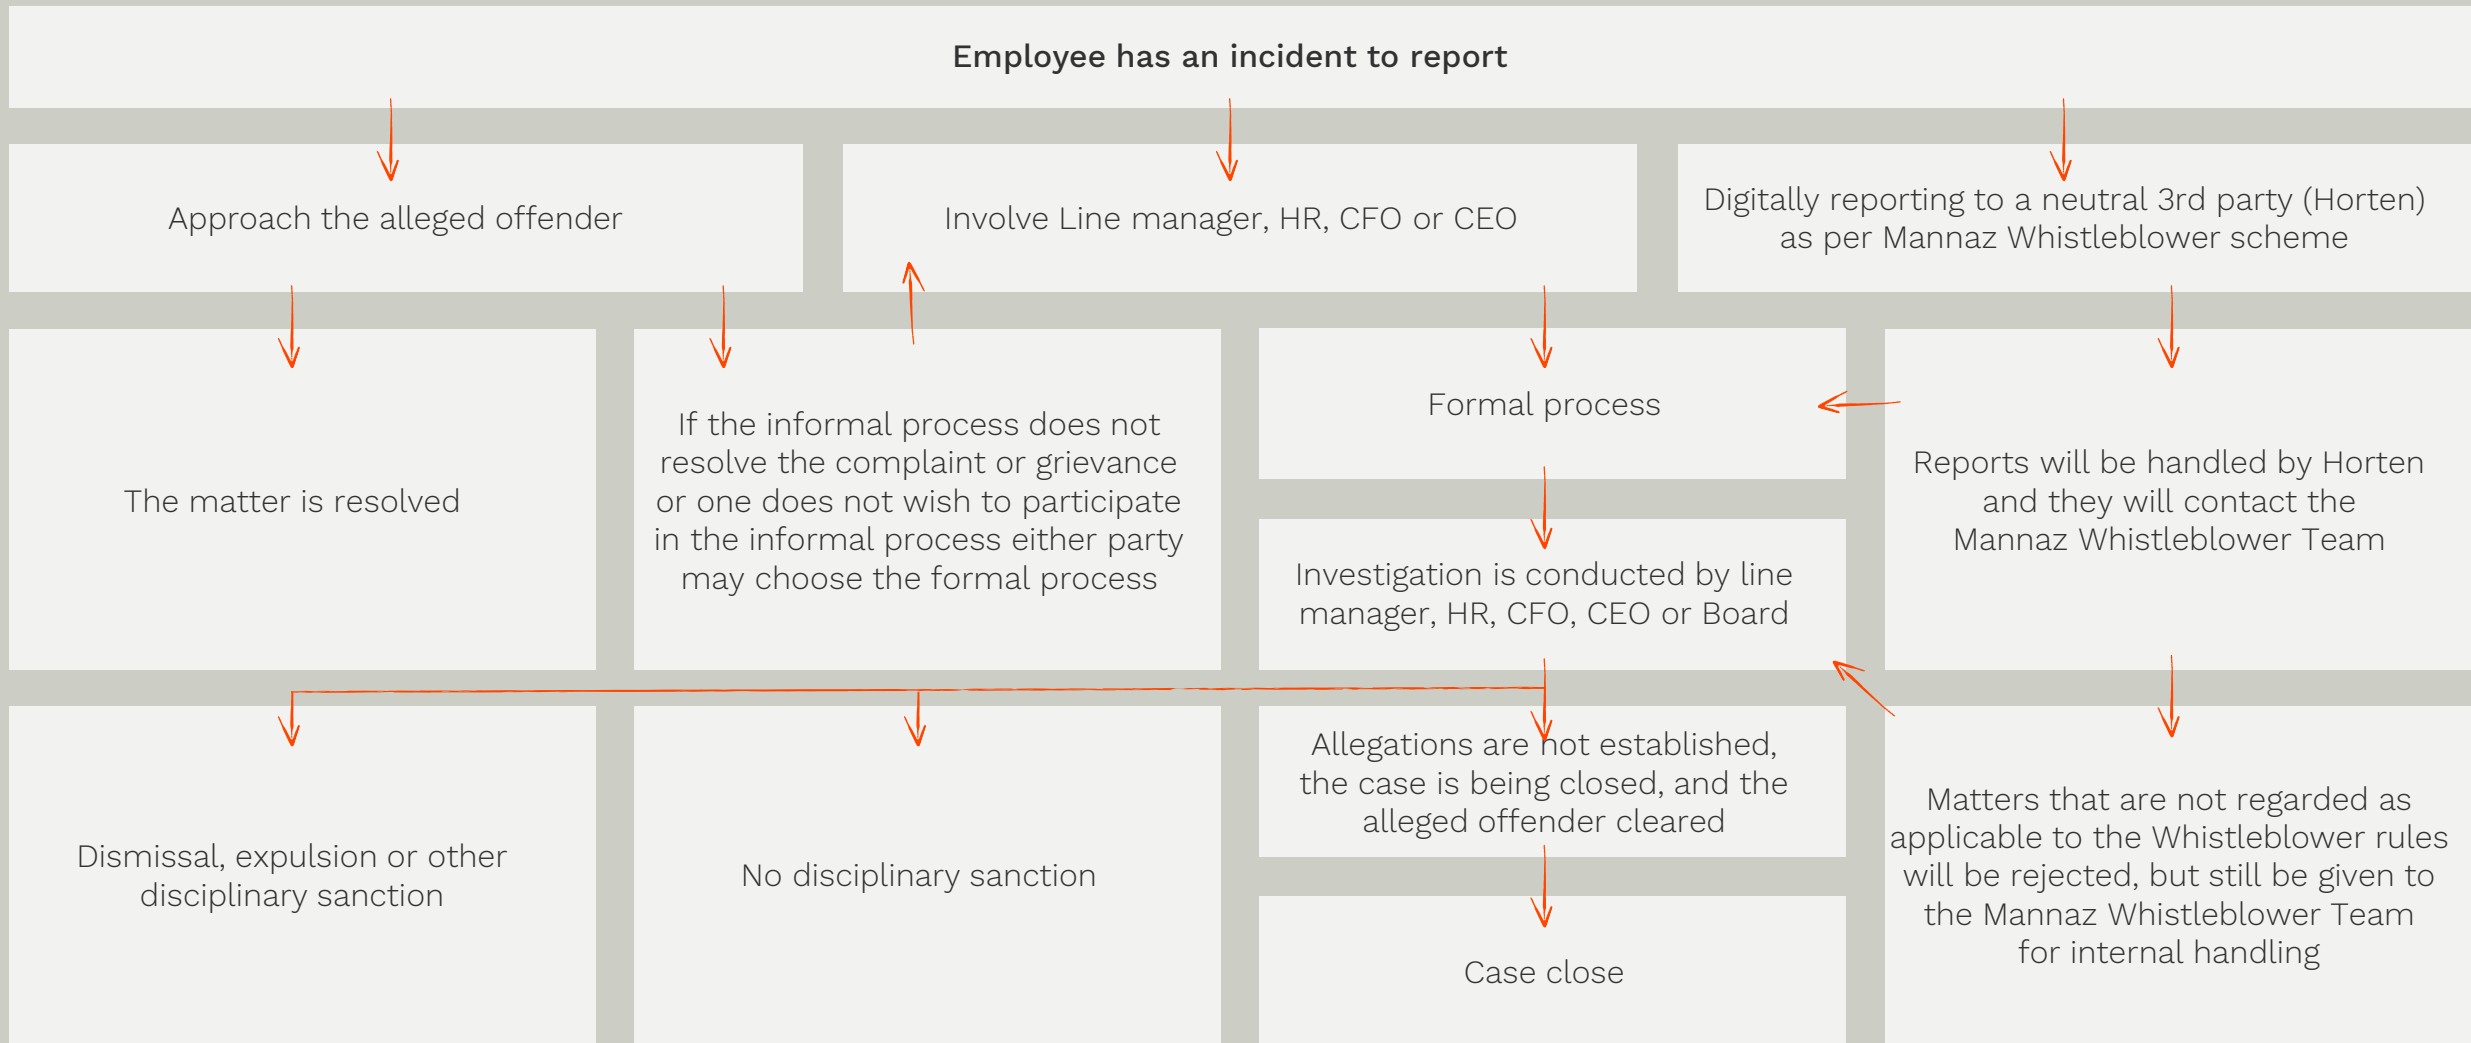 Employee has an incident to report
Approach the alleged offender
Involve Line manager, HR, CFO or CEO
Digitally reporting to a neutral 3rd party (Horten)
as per Mannaz Whistleblower scheme
The matter is resolved
If the informal process does not
resolve the complaint or grievance
or one does not wish to participate
in the informal process either party
may choose the formal process
Formal process
Investigation is conducted by line
manager, HR, CFO, CEO or Board
Reports will be handled by Horten
and they will contact the
Mannaz Whistleblower Team
Dismissal, expulsion or other
disciplinary sanction
No disciplinary sanction
Allegations are not established,
the case is being closed, and the
alleged offender cleared
Case close
Matters that are not regarded as
applicable to the Whistleblower rules
will be rejected, but still be given to
the Mannaz Whistleblower Team
for internal handling